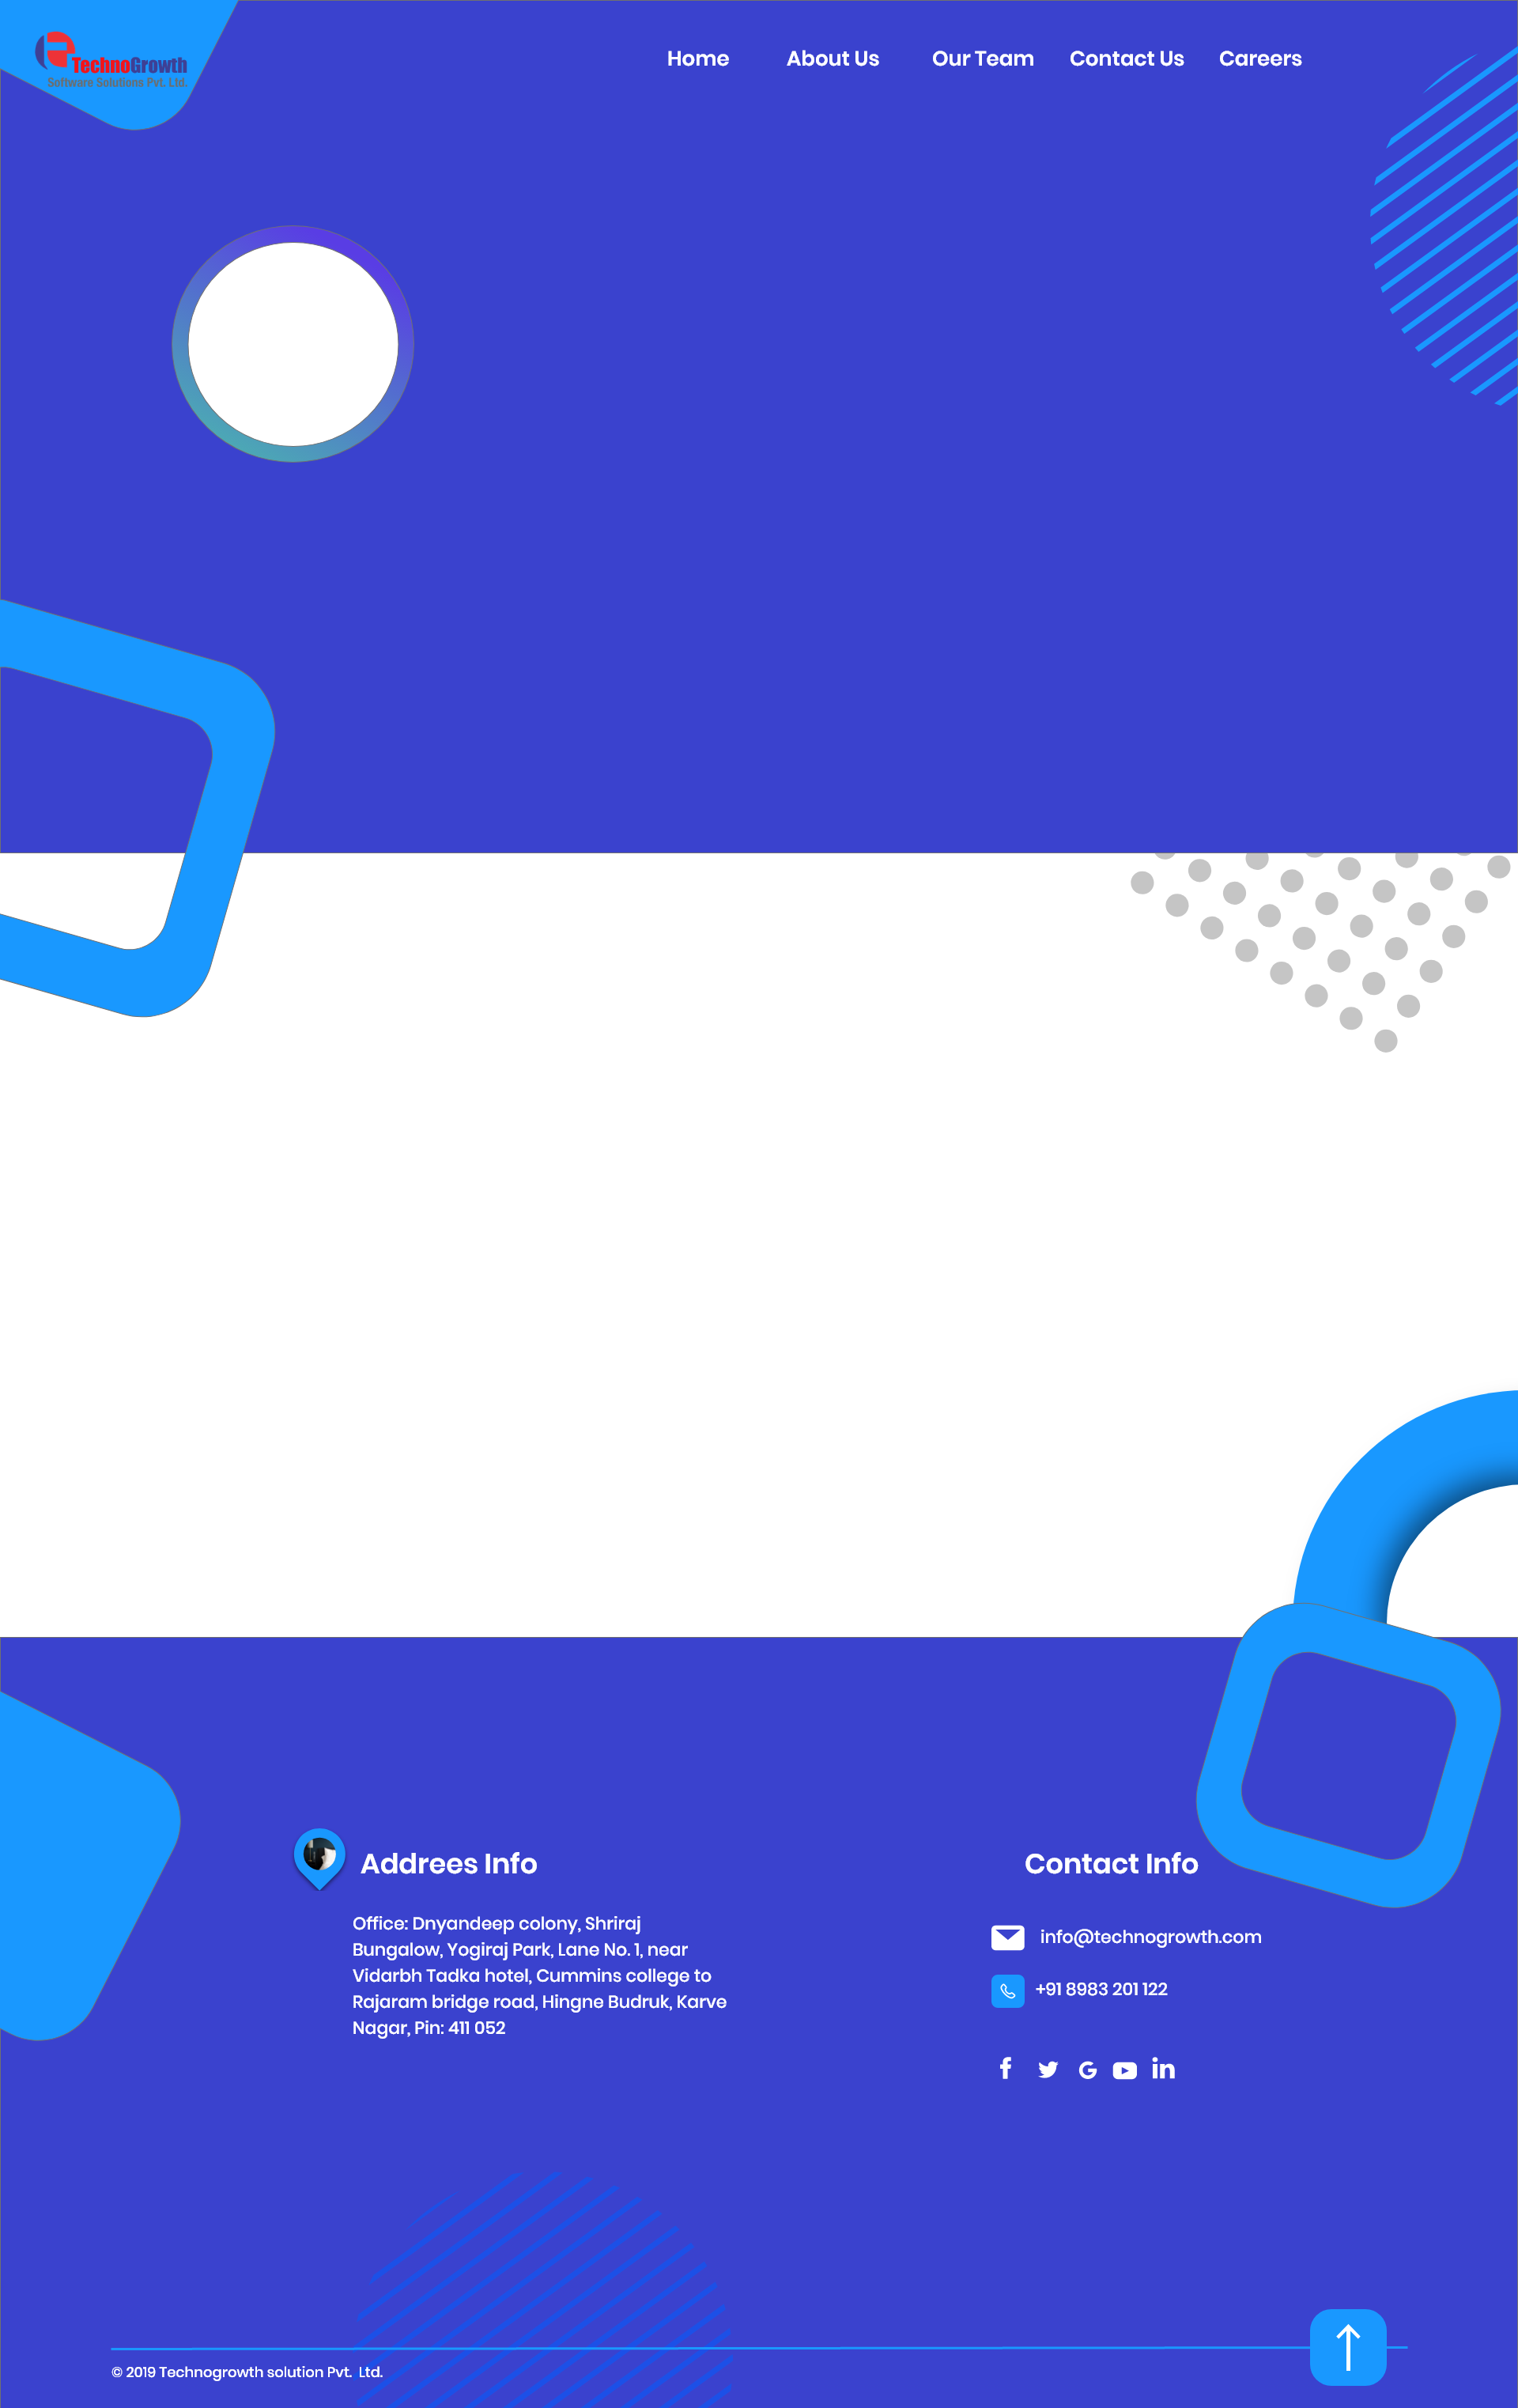 TechnoGrowth
Software Solutions Pvt. Ltd.
Home About Us Our Team Contact Us Careers
Addrees Info
Office: Dnyandeep colony, Shriraj
Bungalow, Yogiraj Park, Lane No. 1, near
Vidarbh Tadka hotel, Cummins college to
Rajaram bridge road, Hingne Budruk, Karve
Nagar, Pin: 411 052
Contact Info
info@technogrowth.com
+91 8983 201 122
© 2019 Technogrowth solution Pvt. Ltd.